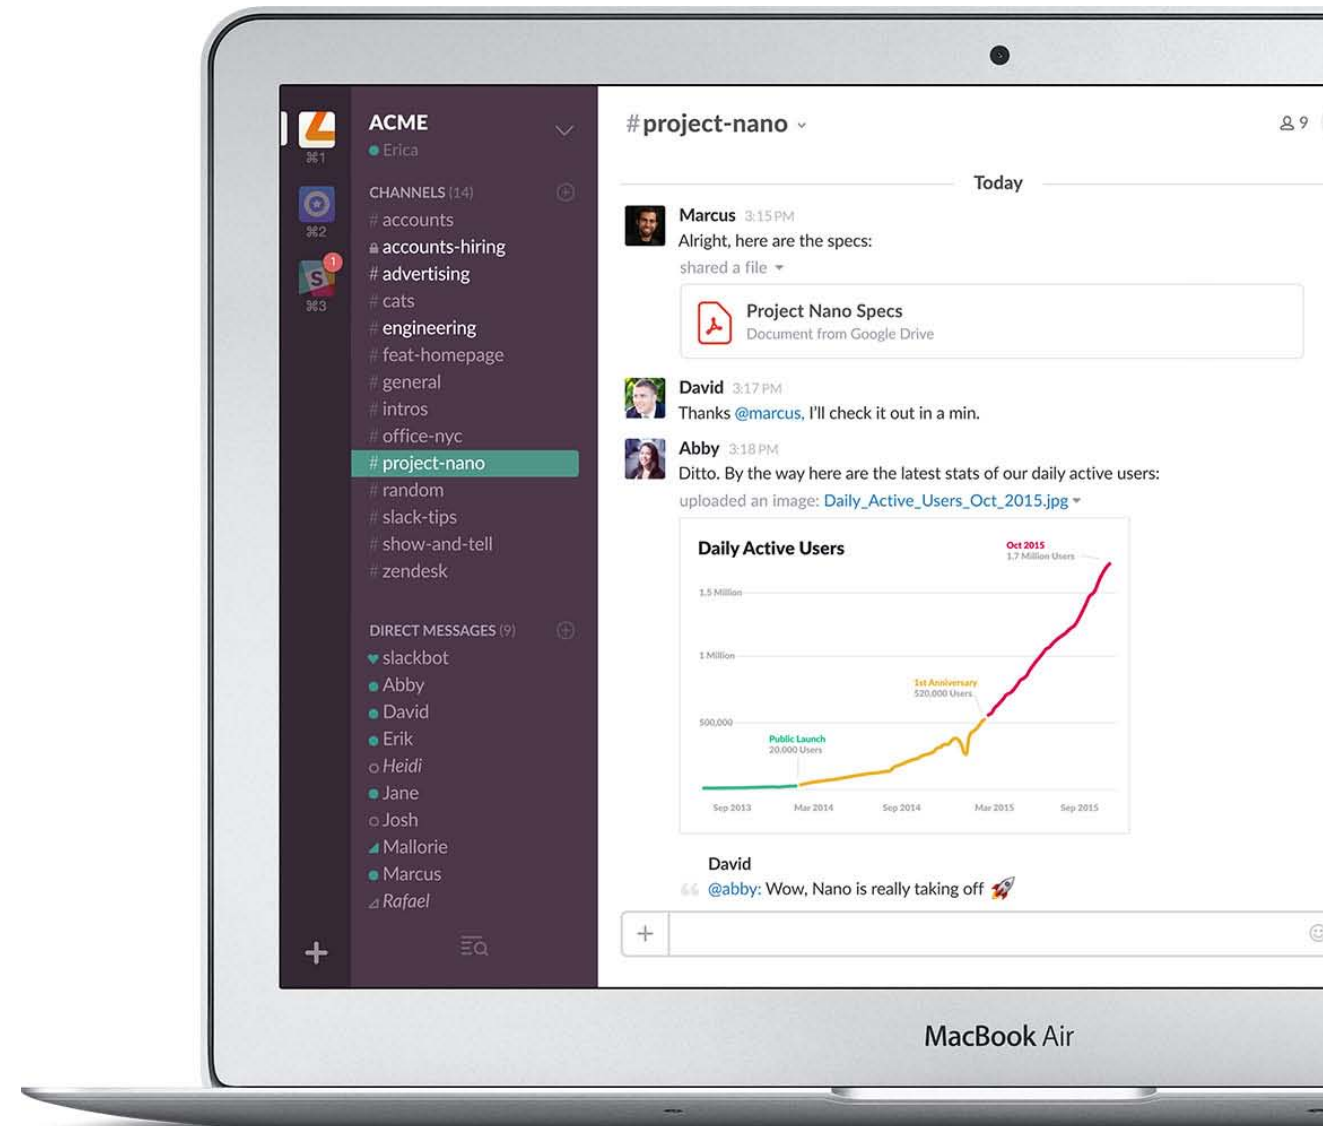 ACME
Erica
⌘1
⌘2
1
S
⌘3
CHANNELS (14)
# accounts
accounts-hiring
# advertising
# cats
# engineering
# feat-homepage
# general
# intros
# office-nyc
# project-nano
# random
# slack-tips
# show-and-tell
# zendesk
DIRECT MESSAGES (9)
slackbot
Abby
David
Erik
Heidi
Jane
Josh
Mallorie
Marcus
Rafael
#project-nano
9
Today
Marcus 3:15 PM
Alright, here are the specs:
shared a file
Project Nano Specs
Document from Google Drive
David 3:17 PM
Thanks @marcus, I'll check it out in a min.
Abby 3:18 PM
Ditto. By the way here are the latest stats of our daily active users:
uploaded an image: Daily_Active_Users_Oct_2015.jpg
Daily Active Users
Oct 2015
1.7 Million Users
1.5 Million
1 Million
1st Anniversary
520,000 Users
500,000
Public Launch
20,000 Users
Sep 2013 Mar 2014 Sep 2014 Mar 2015 Sep 2015
David
@abby: Wow, Nano is really taking off 🚀
MacBook Air